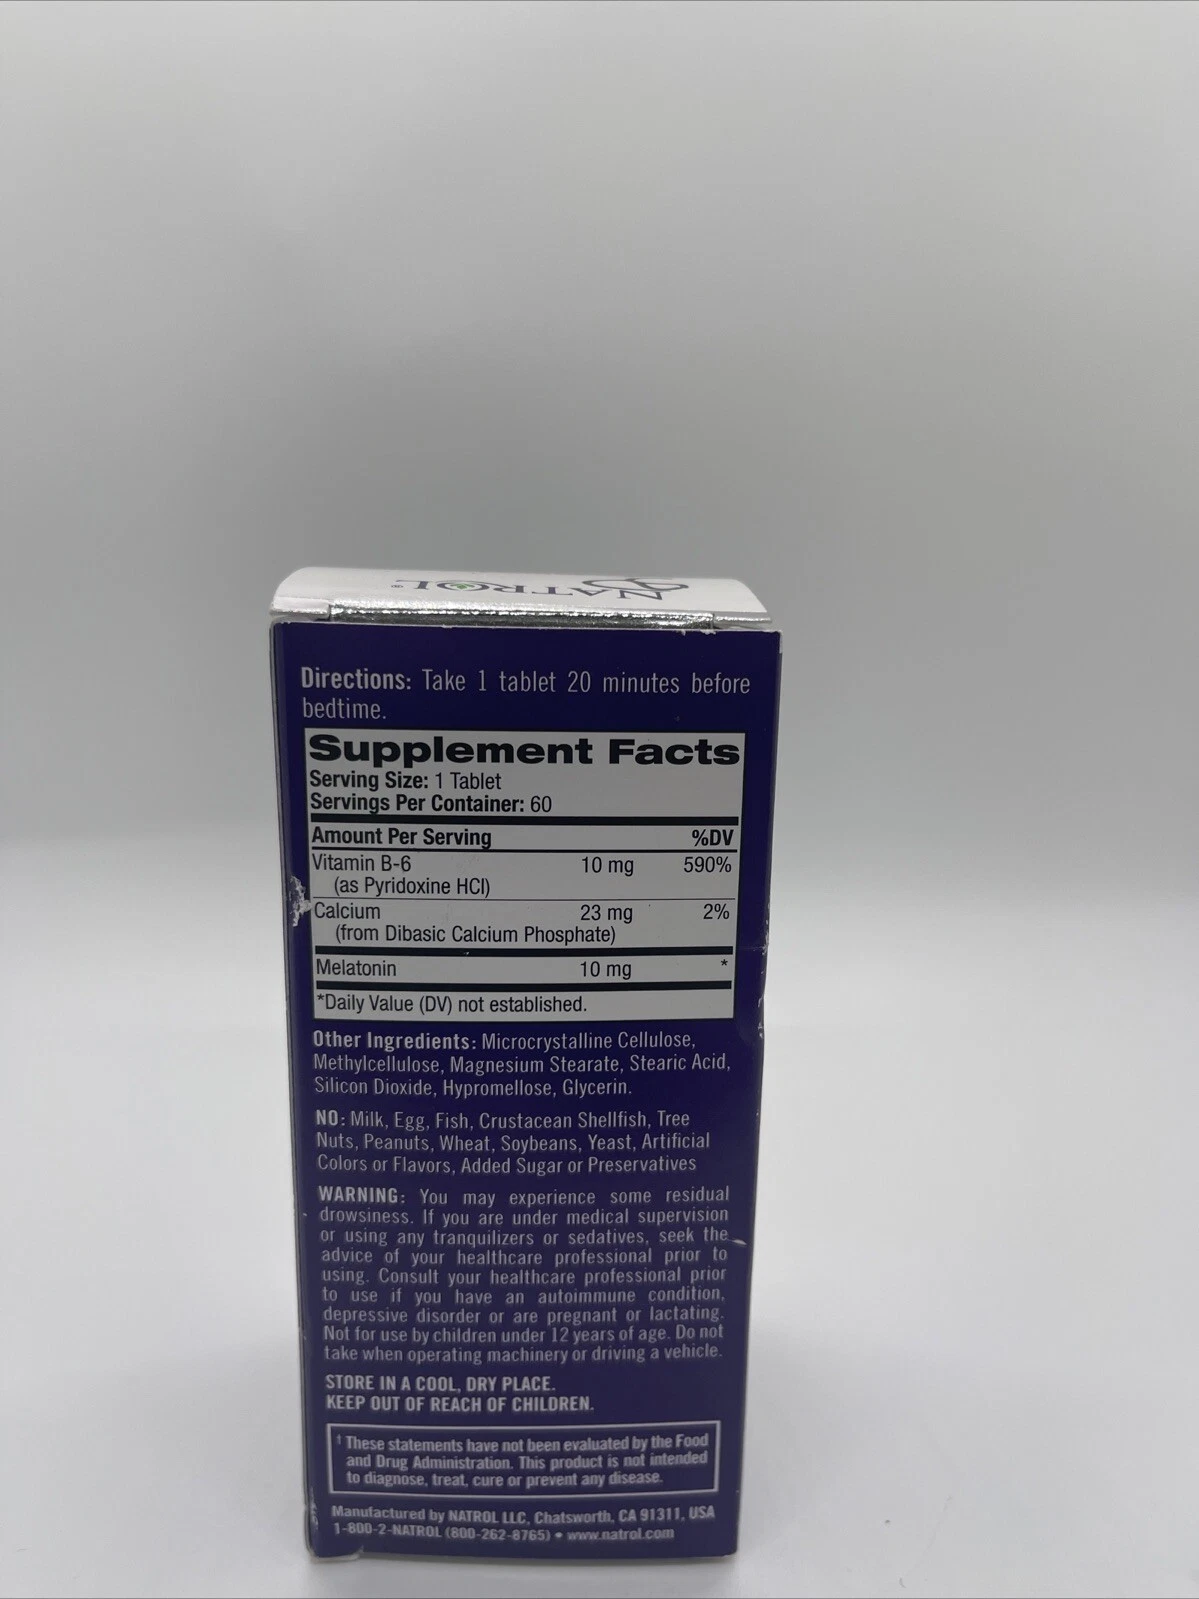 NATROL®
Directions: Take 1 tablet 20 minutes before
bedtime.
Supplement Facts
Serving Size: 1 Tablet
Servings Per Container: 60
Amount Per Serving %DV
Vitamin B-6 10 mg 590%
(as Pyridoxine HCl)
Calcium 23 mg 2%
(from Dibasic Calcium Phosphate)
Melatonin 10 mg *
*Daily Value (DV) not established.
Other Ingredients: Microcrystalline Cellulose,
Methylcellulose, Magnesium Stearate, Stearic Acid,
Silicon Dioxide, Hypromellose, Glycerin.
NO: Milk, Egg, Fish, Crustacean Shellfish, Tree
Nuts, Peanuts, Wheat, Soybeans, Yeast, Artificial
Colors or Flavors, Added Sugar or Preservatives
WARNING: You may experience some residual
drowsiness. If you are under medical supervision
or using any tranquilizers or sedatives, seek the
advice of your healthcare professional prior to
using. Consult your healthcare professional prior
to use if you have an autoimmune condition,
depressive disorder or are pregnant or lactating.
Not for use by children under 12 years of age. Do not
take when operating machinery or driving a vehicle.
STORE IN A COOL, DRY PLACE.
KEEP OUT OF REACH OF CHILDREN.
† These statements have not been evaluated by the Food
and Drug Administration. This product is not intended
to diagnose, treat, cure or prevent any disease.
Manufactured by NATROL LLC, Chatsworth, CA 91311, USA
1-800-2-NATROL (800-262-8765) • www.natrol.com